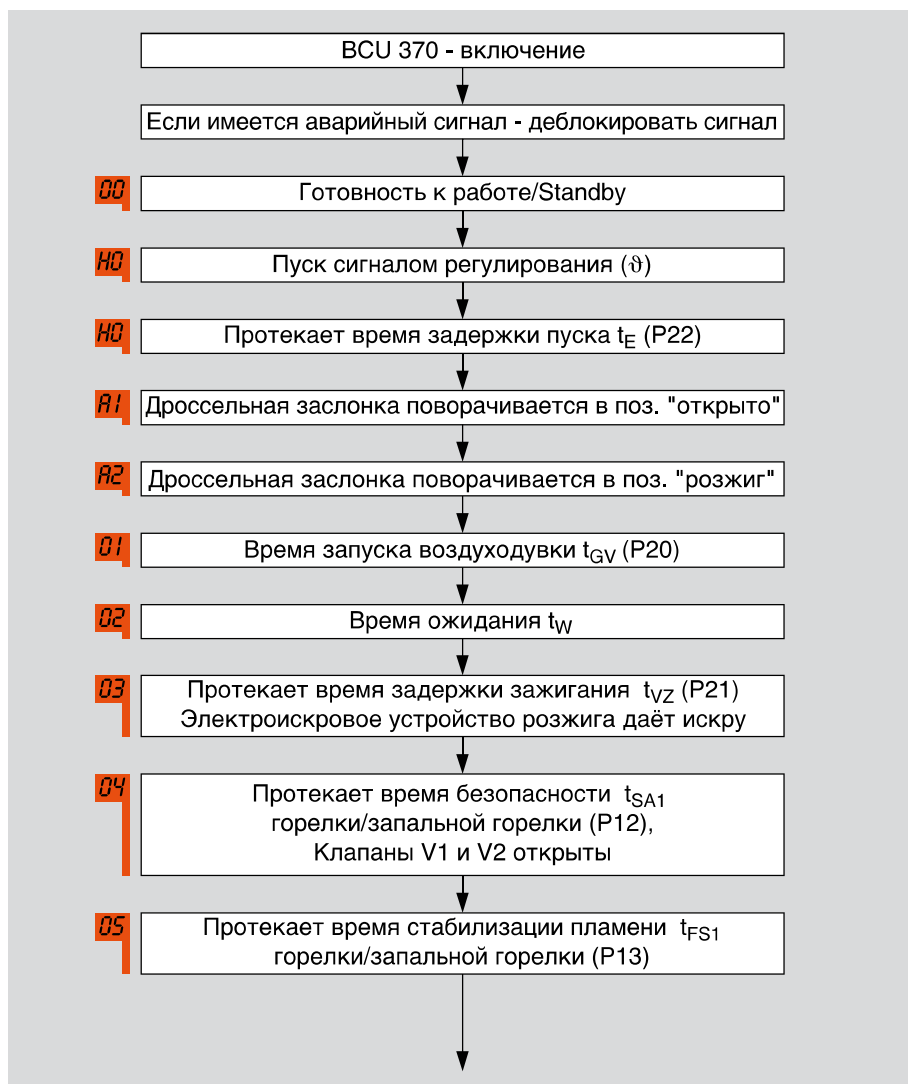 BCU 370 - включение
Если имеется аварийный сигнал - деблокировать сигнал
00 Готовность к работе/Standby
H0 Пуск сигналом регулирования (ϑ)
H0 Протекает время задержки пуска tE (P22)
A1 Дроссельная заслонка поворачивается в поз. "открыто"
A2 Дроссельная заслонка поворачивается в поз. "розжиг"
01 Время запуска воздуходувки tGV (P20)
02 Время ожидания tW
03 Протекает время задержки зажигания tVZ (P21)
Электроискровое устройство розжига даёт искру
04 Протекает время безопасности tSA1
горелки/запальной горелки (P12),
Клапаны V1 и V2 открыты
05 Протекает время стабилизации пламени tFS1
горелки/запальной горелки (P13)